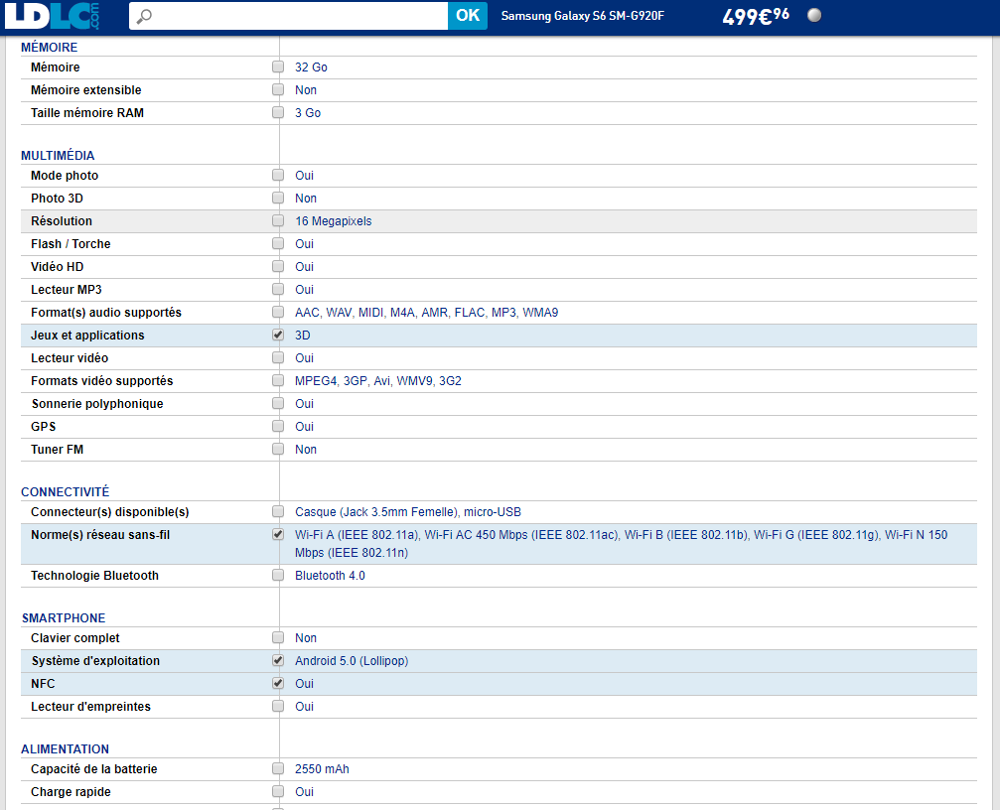 LDLC.com OK Samsung Galaxy S6 SM-G920F 499€96
MÉMOIRE
Mémoire 32 Go
Mémoire extensible Non
Taille mémoire RAM 3 Go
MULTIMÉDIA
Mode photo Oui
Photo 3D Non
Résolution 16 Megapixels
Flash / Torche Oui
Vidéo HD Oui
Lecteur MP3 Oui
Format(s) audio supportés AAC, WAV, MIDI, M4A, AMR, FLAC, MP3, WMA9
Jeux et applications 3D
Lecteur vidéo Oui
Formats vidéo supportés MPEG4, 3GP, Avi, WMV9, 3G2
Sonnerie polyphonique Oui
GPS Oui
Tuner FM Non
CONNECTIVITÉ
Connecteur(s) disponible(s) Casque (Jack 3.5mm Femelle), micro-USB
Norme(s) réseau sans-fil Wi-Fi A (IEEE 802.11a), Wi-Fi AC 450 Mbps (IEEE 802.11ac), Wi-Fi B (IEEE 802.11b), Wi-Fi G (IEEE 802.11g), Wi-Fi N 150
Mbps (IEEE 802.11n)
Technologie Bluetooth Bluetooth 4.0
SMARTPHONE
Clavier complet Non
Système d'exploitation Android 5.0 (Lollipop)
NFC Oui
Lecteur d'empreintes Oui
ALIMENTATION
Capacité de la batterie 2550 mAh
Charge rapide Oui